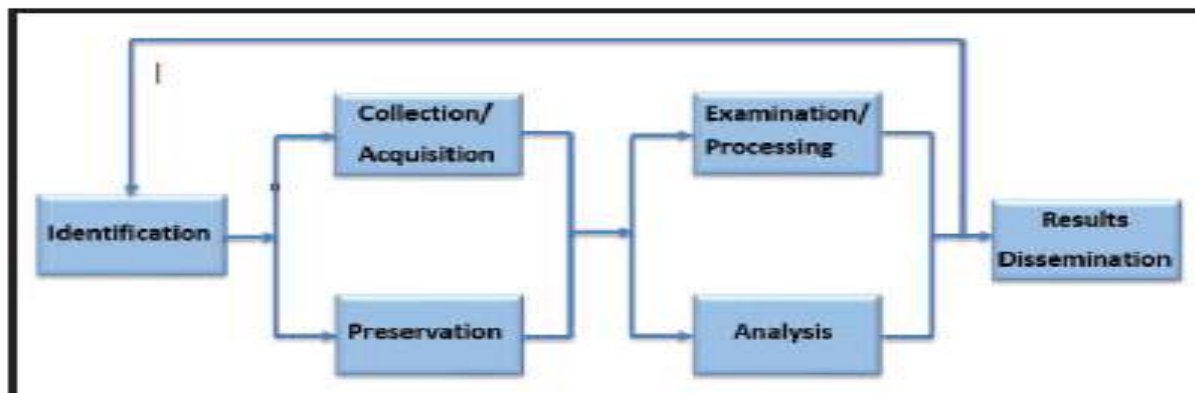 Collection/
Acquisition
Examination/
Processing
Identification
Results
Dissemination
Preservation
Analysis